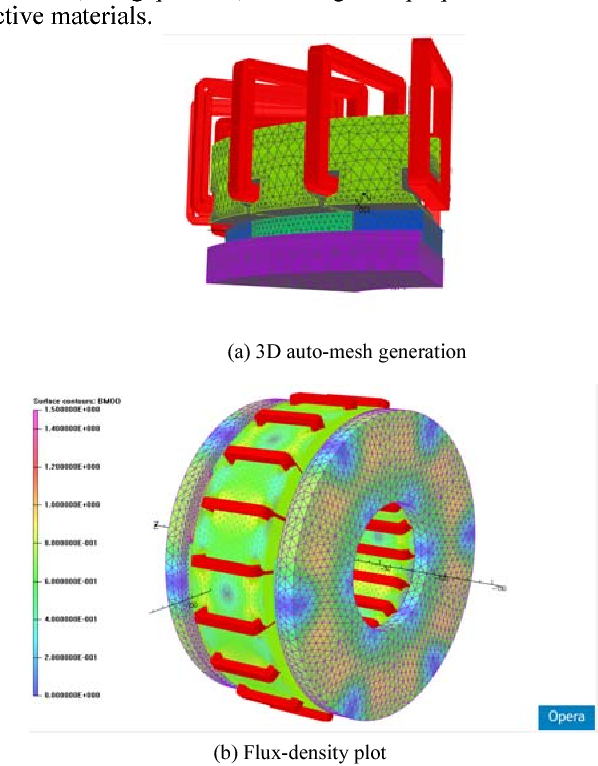 ctive materials.
(a) 3D auto-mesh generation
Surface contours: BMOD
1.500000E+000
1.400000E+000
1.200000E+000
1.000000E+000
8.000000E-001
6.000000E-001
4.000000E-001
2.000000E-001
0.000000E+000
Z
Opera
(b) Flux-density plot